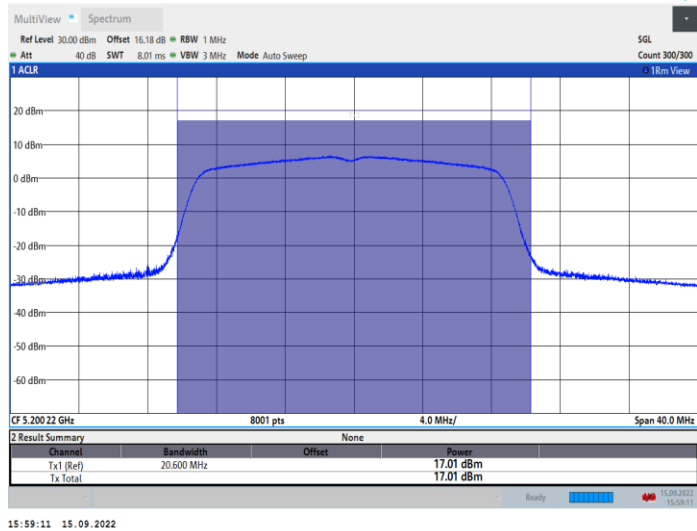 MultiView Spectrum
Ref Level 30.00 dBm Offset 16.18 dB RBW 1 MHz SGL
Att 40 dB SWT 8.01 ms VBW 3 MHz Mode Auto Sweep Count 300/300
1 ACLR 1Rm View
20 dBm
10 dBm
0 dBm
-10 dBm
-20 dBm
-30 dBm
-40 dBm
-50 dBm
-60 dBm
CF 5.200 22 GHz 8001 pts 4.0 MHz/ Span 40.0 MHz
2 Result Summary None
Channel Bandwidth Offset Power
Tx1 (Ref) 20.600 MHz 17.01 dBm
Tx Total 17.01 dBm
Ready 15.09.2022
15:59:11
15:59:11 15.09.2022